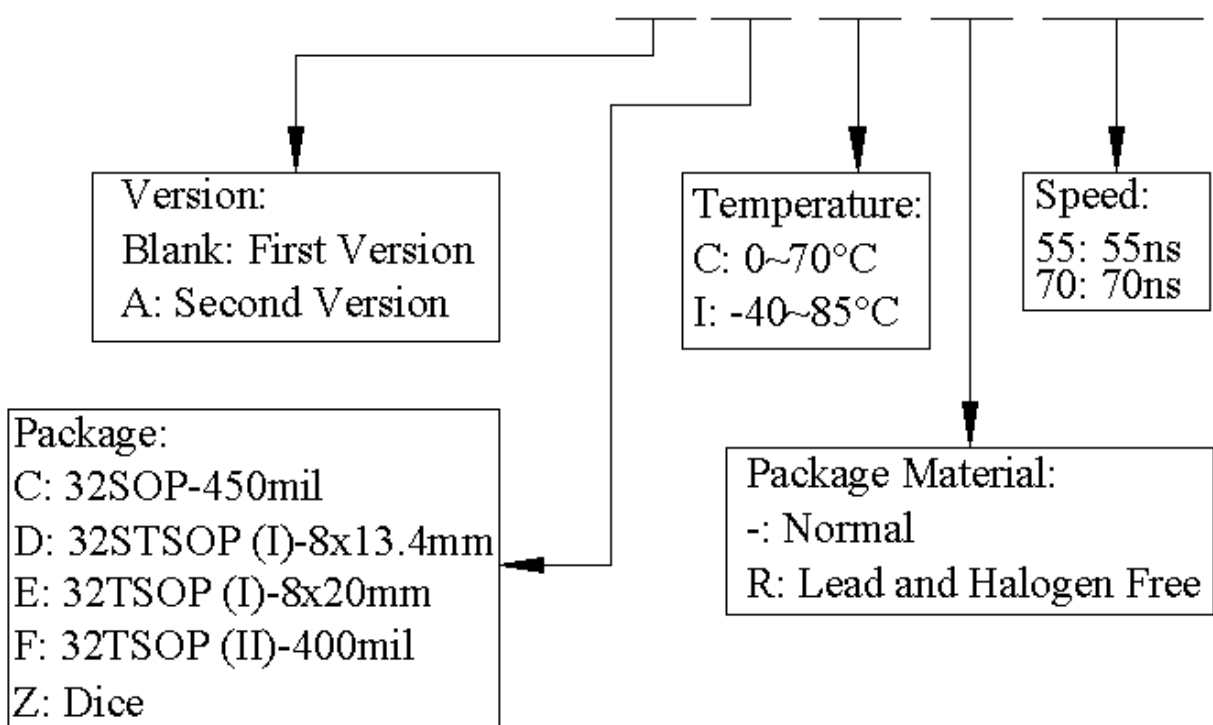 Version:
Blank: First Version
A: Second Version
Temperature:
C: 0~70°C
I: -40~85°C
Speed:
55: 55ns
70: 70ns
Package:
C: 32SOP-450mil
D: 32STSOP (I)-8x13.4mm
E: 32TSOP (I)-8x20mm
F: 32TSOP (II)-400mil
Z: Dice
Package Material:
-: Normal
R: Lead and Halogen Free